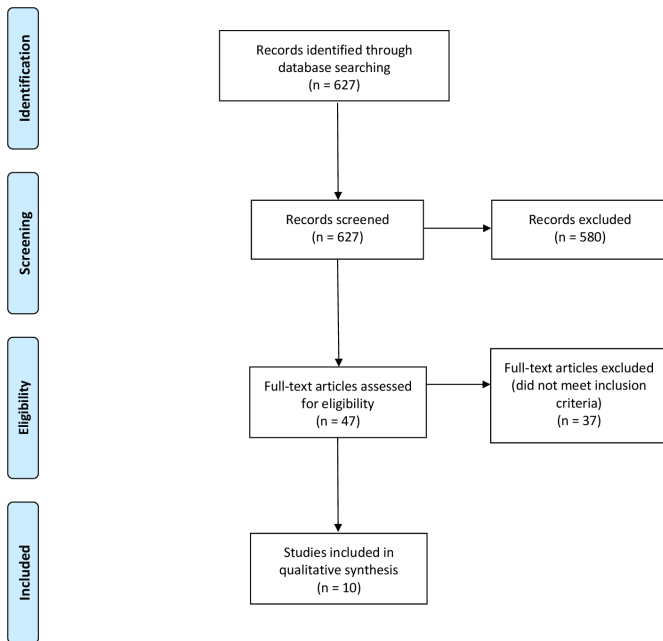 Identification
Records identified through
database searching
(n = 627)
Screening
Records screened
(n = 627)
Records excluded
(n = 580)
Eligibility
Full-text articles assessed
for eligibility
(n = 47)
Full-text articles excluded
(did not meet inclusion
criteria)
(n = 37)
Included
Studies included in
qualitative synthesis
(n = 10)